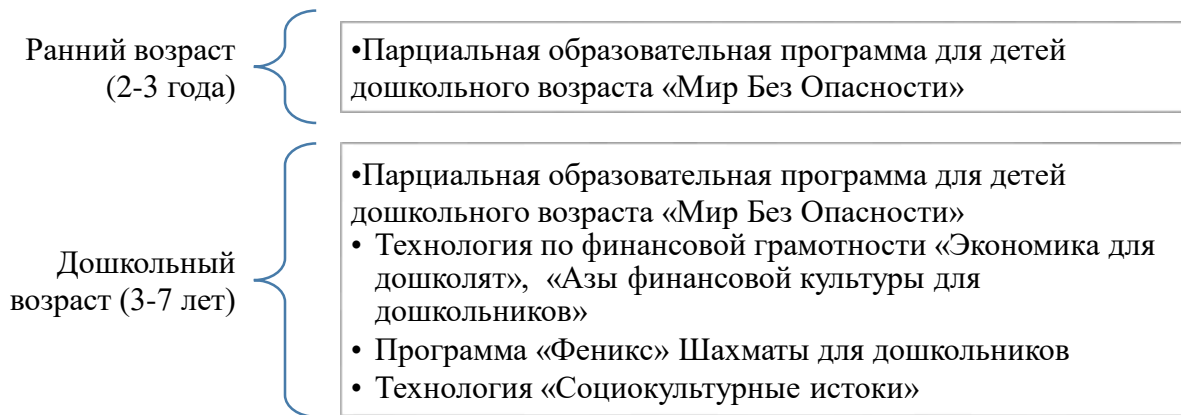 Ранний возраст
(2-3 года)
•Парциальная образовательная программа для детей
дошкольного возраста «Мир Без Опасности»
Дошкольный
возраст (3-7 лет)
•Парциальная образовательная программа для детей
дошкольного возраста «Мир Без Опасности»
• Технология по финансовой грамотности «Экономика для
дошколят», «Азы финансовой культуры для
дошкольников»
• Программа «Феникс» Шахматы для дошкольников
• Технология «Социокультурные истоки»